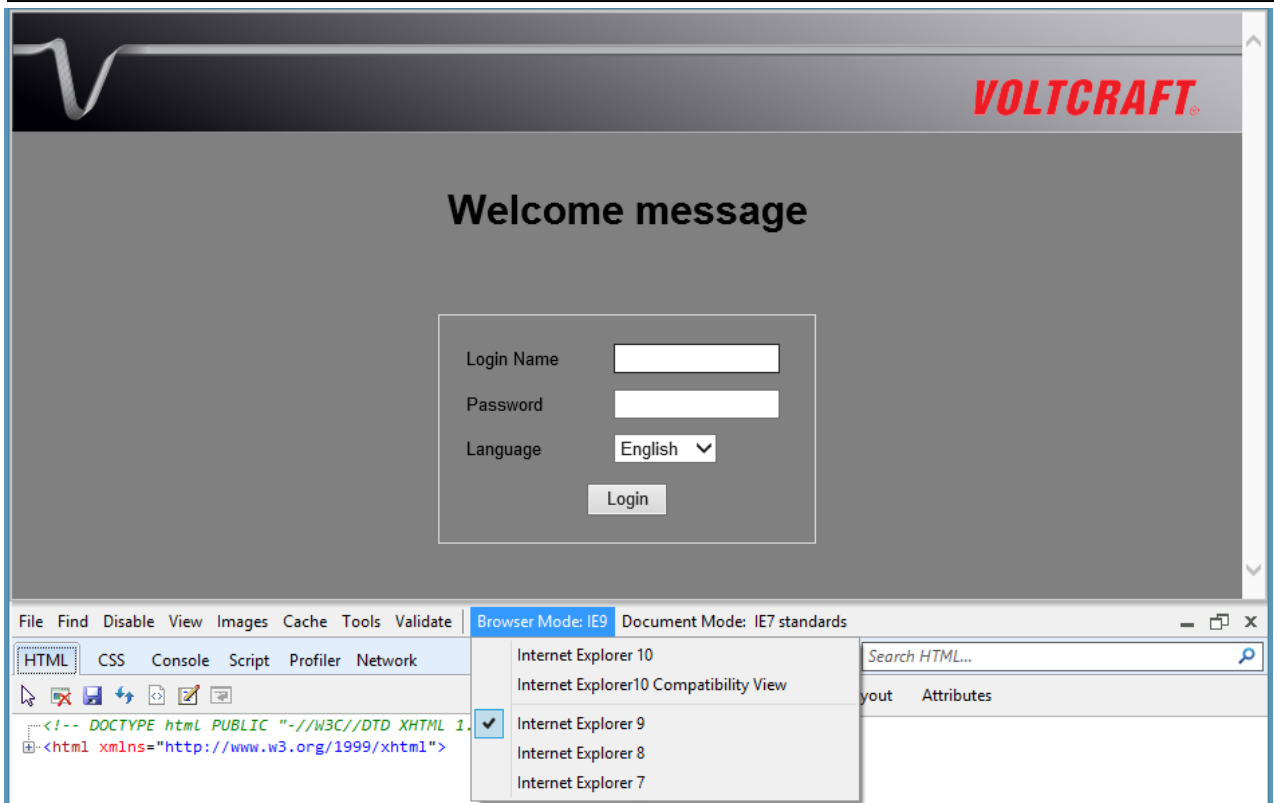 VOLTCRAFT®
Welcome message
Login Name
Password
Language English
Login
File Find Disable View Images Cache Tools Validate Browser Mode: IE9 Document Mode: IE7 standards
HTML CSS Console Script Profiler Network
Search HTML...
yout Attributes
Internet Explorer 10
Internet Explorer10 Compatibility View
Internet Explorer 9
Internet Explorer 8
Internet Explorer 7
<!-- DOCTYPE html PUBLIC "-//W3C//DTD XHTML 1.
<html xmlns="http://www.w3.org/1999/xhtml">